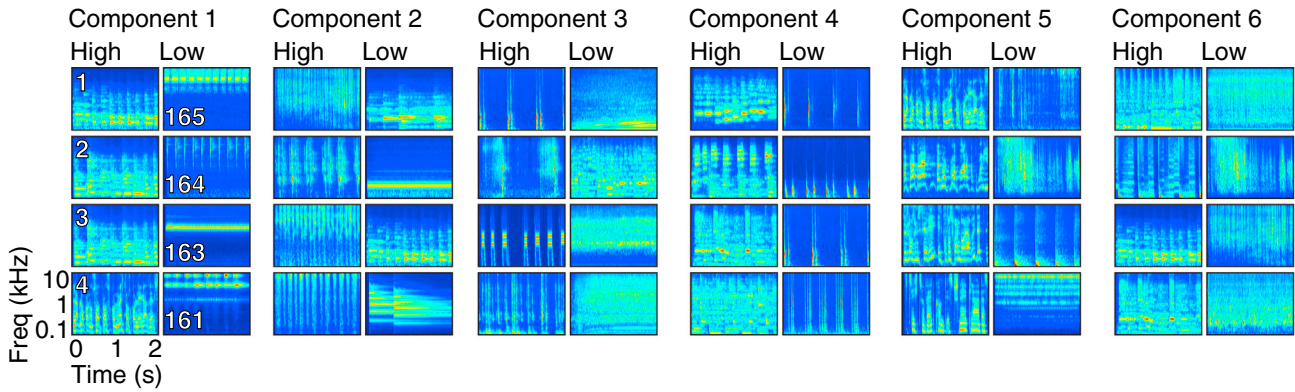 Component 1 Component 2 Component 3 Component 4 Component 5 Component 6
High Low High Low High Low High Low High Low High Low
1 165
2 164
3 163
4 161
Freq (kHz)
10
1
0.1
0 1 2
Time (s)